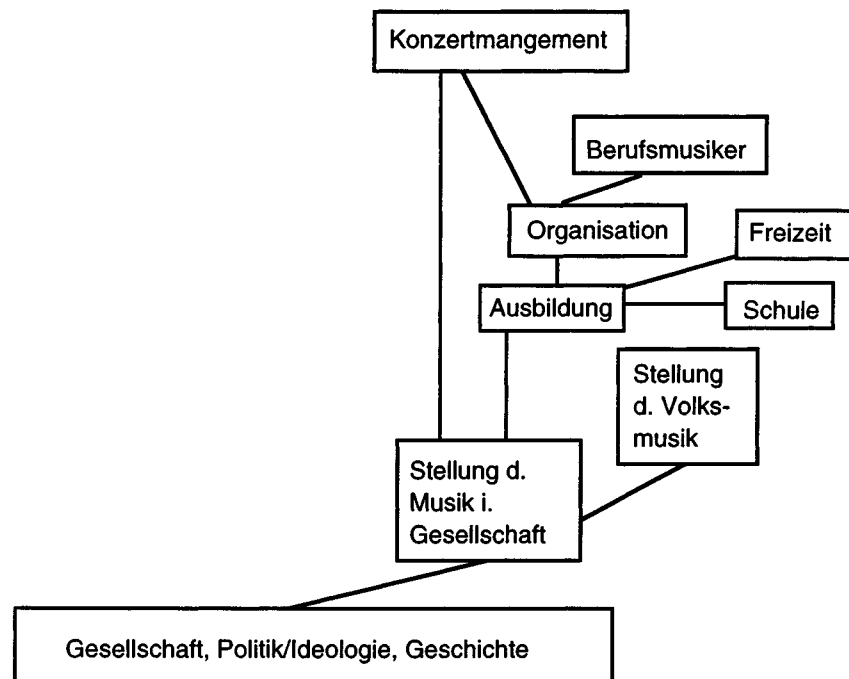 Konzertmangement
Berufsmusiker
Organisation
Freizeit
Ausbildung
Schule
Stellung
d. Volks-
musik
Stellung d.
Musik i.
Gesellschaft
Gesellschaft, Politik/Ideologie, Geschichte